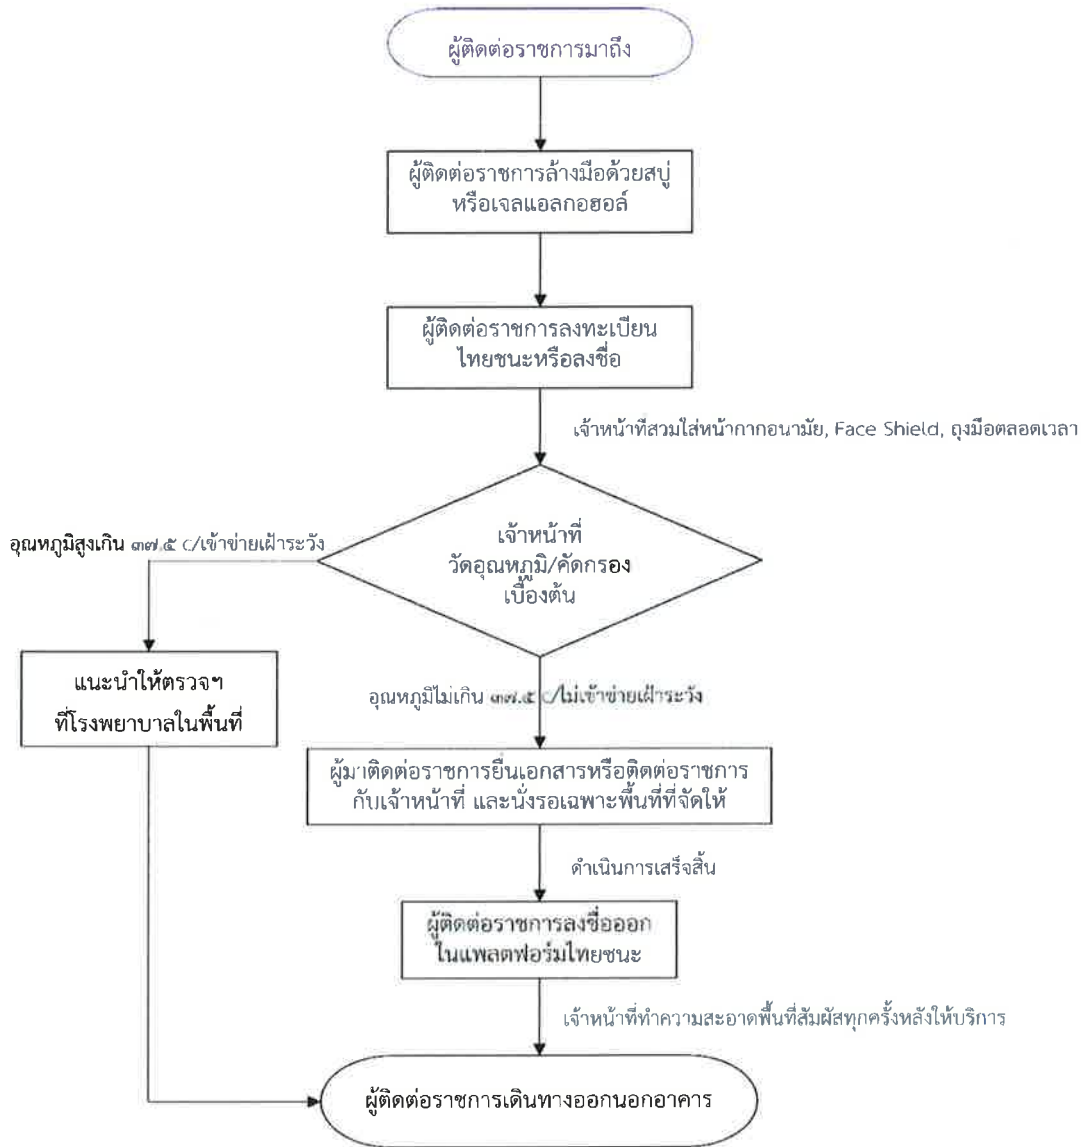 ผู้ติดต่อราชการมาถึง
ผู้ติดต่อราชการล้างมือด้วยสบู่
หรือเจลแอลกอฮอล์
ผู้ติดต่อราชการลงทะเบียน
ไทยชนะหรือลงชื่อ
เจ้าหน้าที่สวมใส่หน้ากากอนามัย, Face Shield, ถุงมือตลอดเวลา
เจ้าหน้าที่
วัดอุณหภูมิ/คัดกรอง
เบื้องต้น
อุณหภูมิสูงเกิน ๓๗.๕ C/เข้าข่ายเฝ้าระวัง
แนะนำให้ตรวจฯ
ที่โรงพยาบาลในพื้นที่
อุณหภูมิไม่เกิน ๓๗.๕ C/ไม่เข้าข่ายเฝ้าระวัง
ผู้มาติดต่อราชการยื่นเอกสารหรือติดต่อราชการ
กับเจ้าหน้าที่ และนั่งรอเฉพาะพื้นที่ที่จัดให้
ดำเนินการเสร็จสิ้น
ผู้ติดต่อราชการลงชื่อออก
ในแพลตฟอร์มไทยชนะ
เจ้าหน้าที่ทำความสะอาดพื้นที่สัมผัสทุกครั้งหลังให้บริการ
ผู้ติดต่อราชการเดินทางออกนอกอาคาร